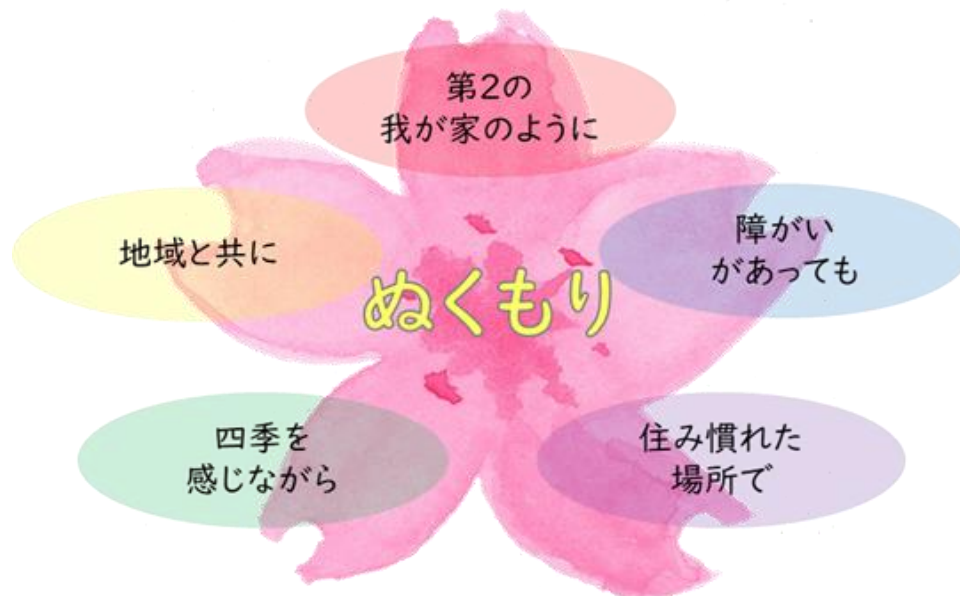 第2の
我が家のように
地域と共に
障がい
があっても
ぬくもり
四季を
感じながら
住み慣れた
場所で